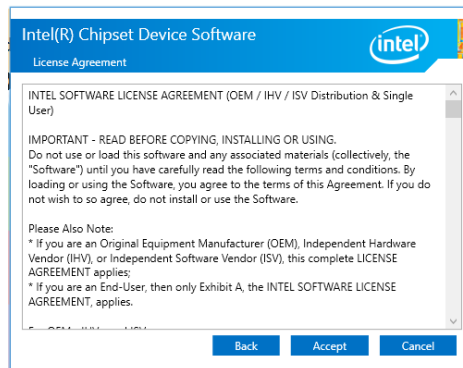 Intel(R) Chipset Device Software
intel
License Agreement
INTEL SOFTWARE LICENSE AGREEMENT (OEM / IHV / ISV Distribution & Single
User)
IMPORTANT - READ BEFORE COPYING, INSTALLING OR USING.
Do not use or load this software and any associated materials (collectively, the
"Software") until you have carefully read the following terms and conditions. By
loading or using the Software, you agree to the terms of this Agreement. If you do
not wish to so agree, do not install or use the Software.
Please Also Note:
* If you are an Original Equipment Manufacturer (OEM), Independent Hardware
Vendor (IHV), or Independent Software Vendor (ISV), this complete LICENSE
AGREEMENT applies;
* If you are an End-User, then only Exhibit A, the INTEL SOFTWARE LICENSE
AGREEMENT, applies.
Back Accept Cancel